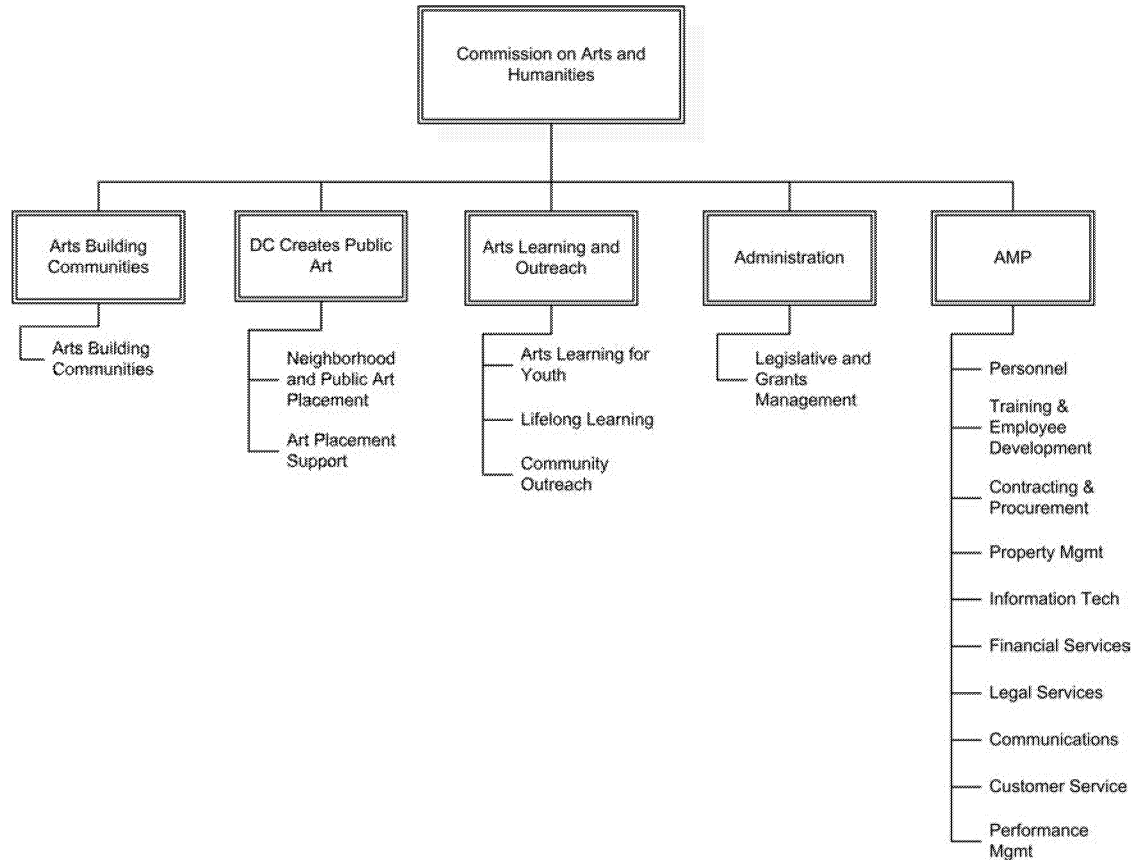 Commission on Arts and
Humanities
Arts Building
Communities
DC Creates Public
Art
Arts Learning and
Outreach
Administration
AMP
Arts Building
Communities
Neighborhood
and Public Art
Placement
Art Placement
Support
Arts Learning for
Youth
Lifelong Learning
Community
Outreach
Legislative and
Grants
Management
Personnel
Training &
Employee
Development
Contracting &
Procurement
Property Mgmt
Information Tech
Financial Services
Legal Services
Communications
Customer Service
Performance
Mgmt